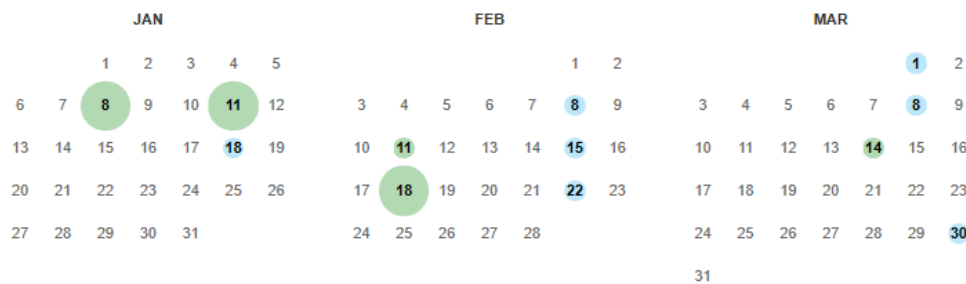 JAN FEB MAR
1 2 3 4 5 1 2 1 2
6 7 8 9 10 11 12 3 4 5 6 7 8 9 3 4 5 6 7 8 9
13 14 15 16 17 18 19 10 11 12 13 14 15 16 10 11 12 13 14 15 16
20 21 22 23 24 25 26 17 18 19 20 21 22 23 17 18 19 20 21 22 23
27 28 29 30 31 24 25 26 27 28 24 25 26 27 28 29 30
31